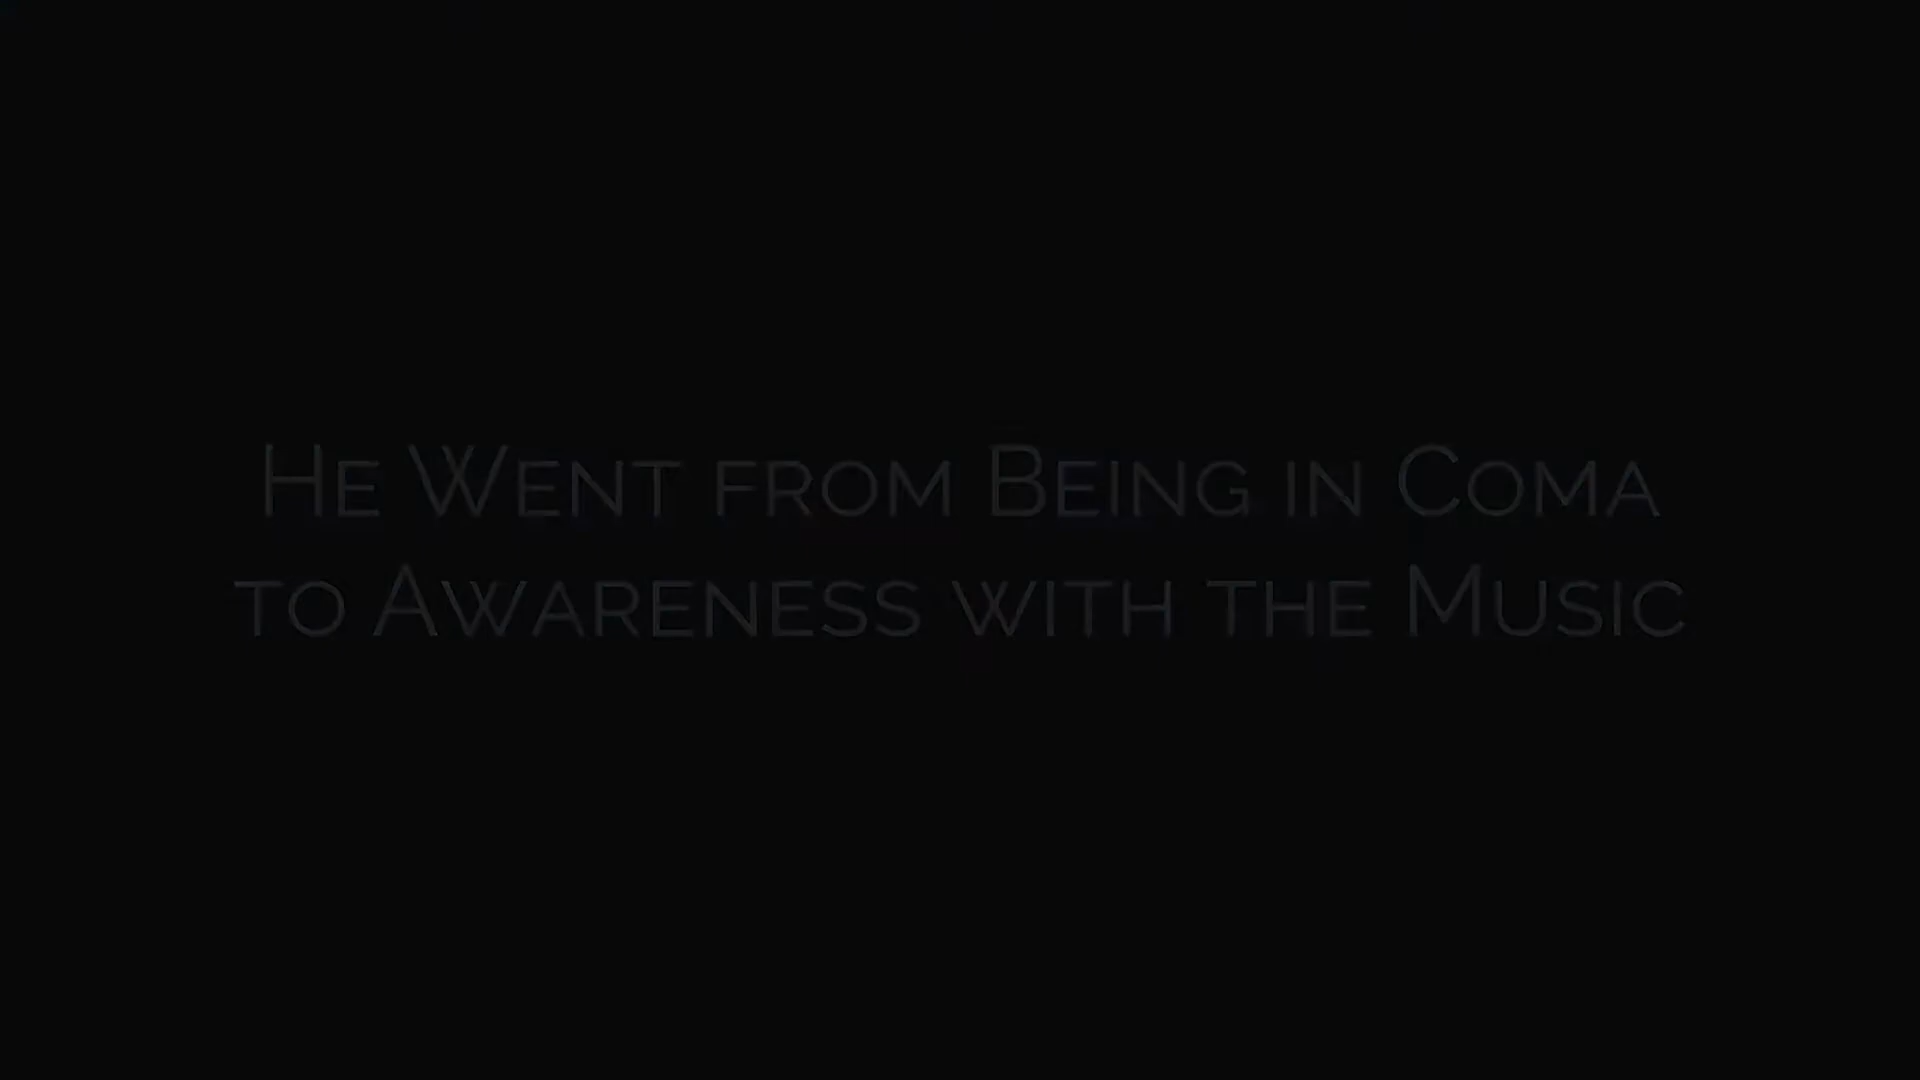 He Went from Being in Coma
to Awareness with the Music